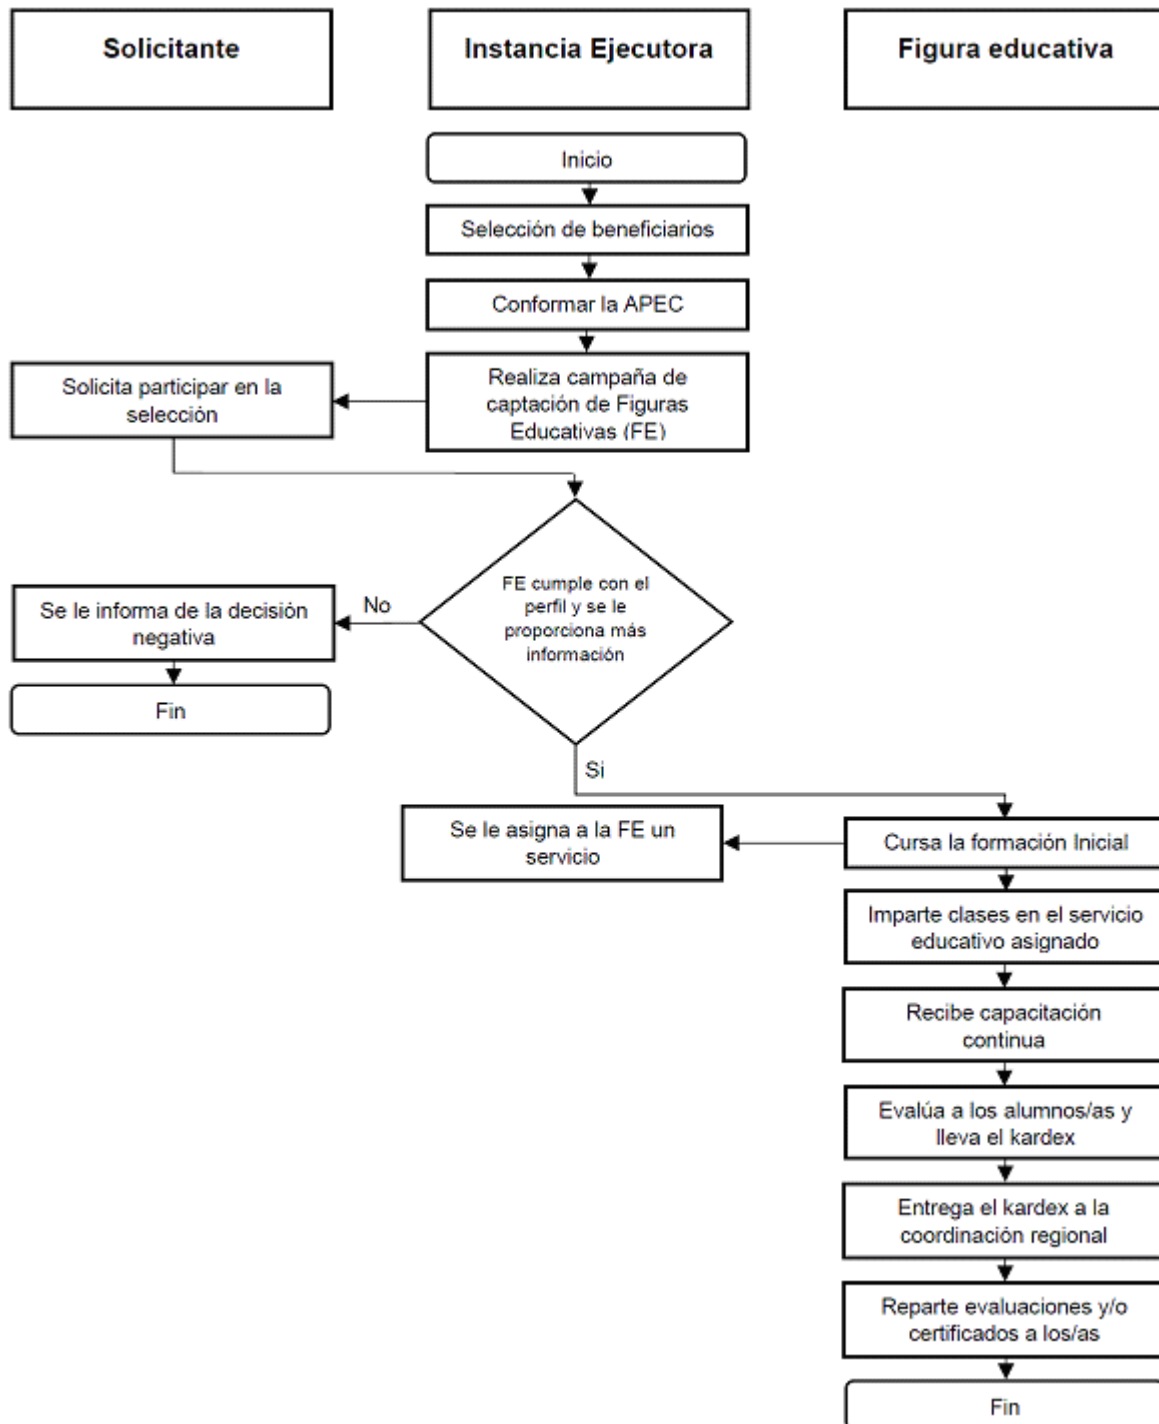 Solicitante
Instancia Ejecutora
Figura educativa
Inicio
Selección de beneficiarios
Conformar la APEC
Realiza campaña de
captación de Figuras
Educativas (FE)
Solicita participar en la
selección
FE cumple con el
perfil y se le
proporciona más
información
No
Se le informa de la decisión
negativa
Fin
Si
Cursa la formación Inicial
Se le asigna a la FE un
servicio
Imparte clases en el servicio
educativo asignado
Recibe capacitación
continua
Evalúa a los alumnos/as y
lleva el kardex
Entrega el kardex a la
coordinación regional
Reparte evaluaciones y/o
certificados a los/as
Fin